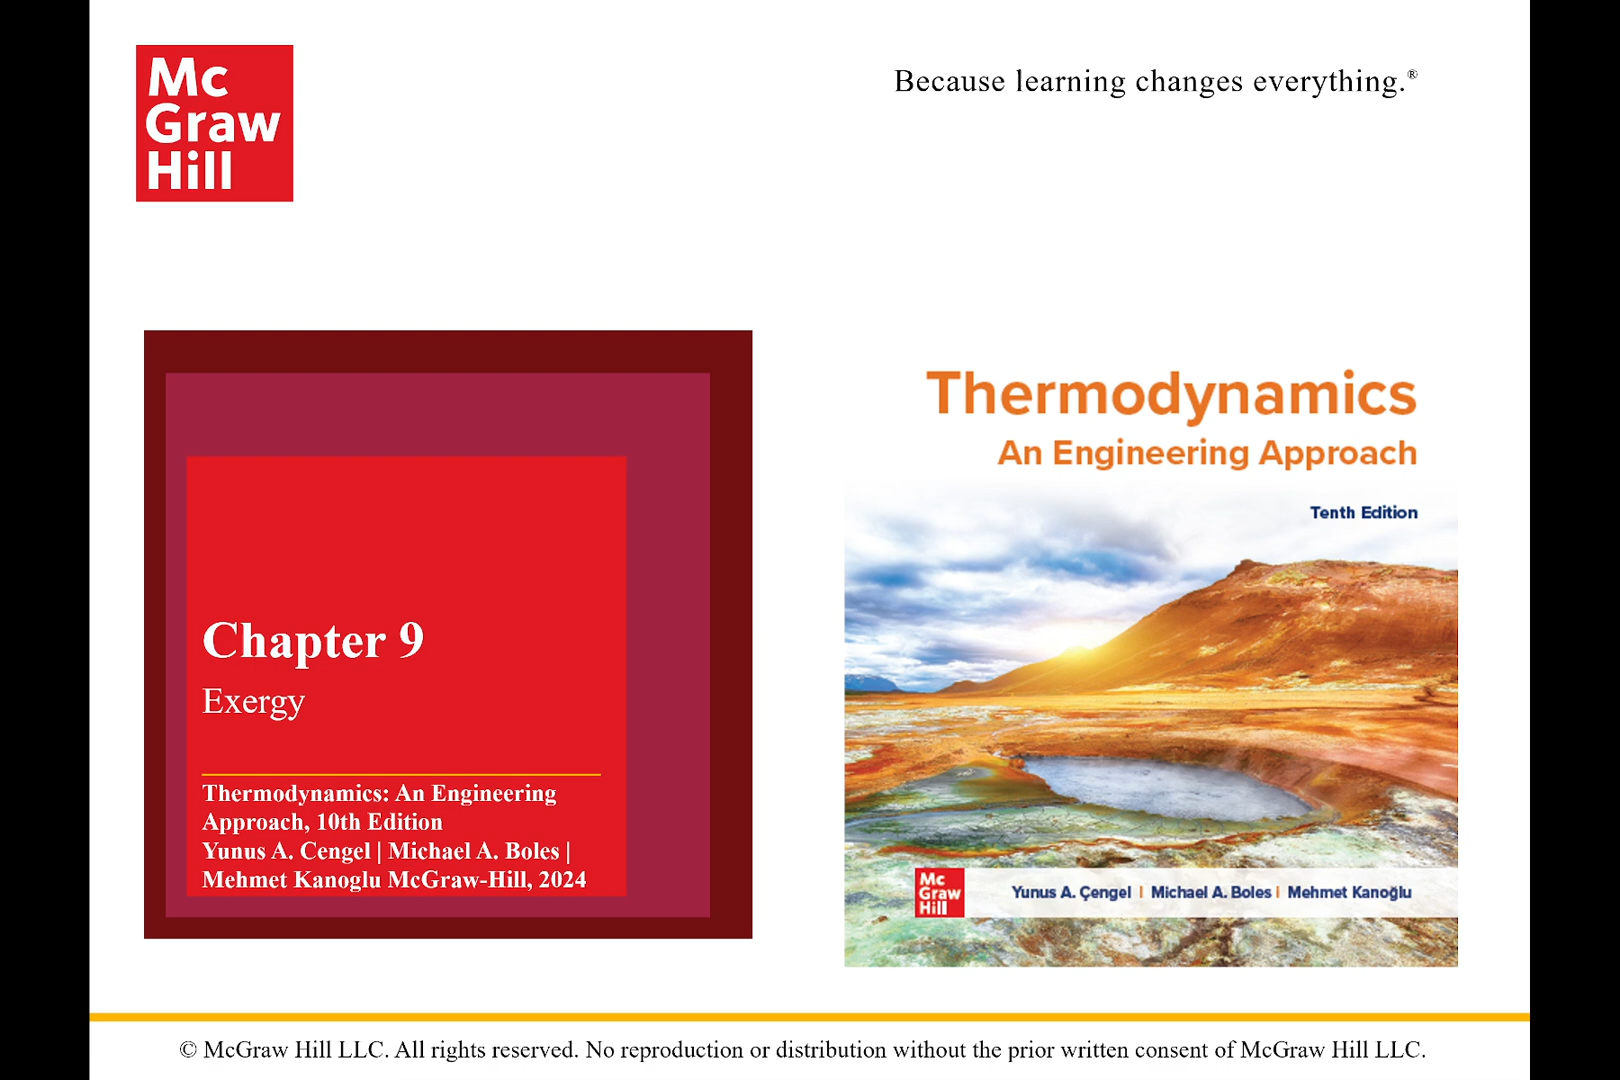 Mc
Graw
Hill
Because learning changes everything.®
Chapter 9
Exergy
Thermodynamics: An Engineering
Approach, 10th Edition
Yunus A. Cengel | Michael A. Boles |
Mehmet Kanoglu McGraw-Hill, 2024
Thermodynamics
An Engineering Approach
Tenth Edition
Mc
Graw
Hill
Yunus A. Çengel | Michael A. Boles | Mehmet Kanoğlu
© McGraw Hill LLC. All rights reserved. No reproduction or distribution without the prior written consent of McGraw Hill LLC.